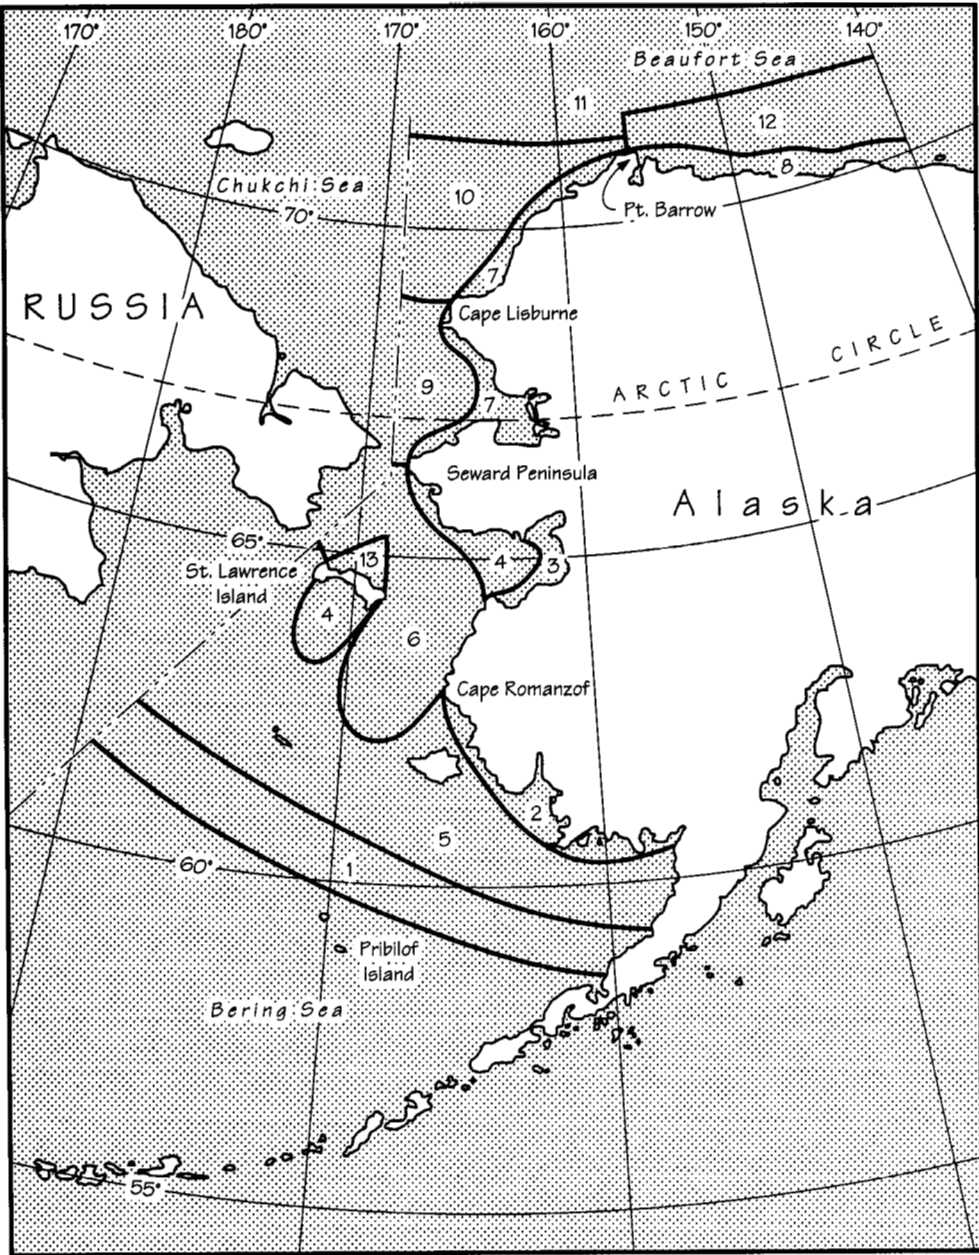 170°
180°
170°
160°
150°
140°
Beaufort Sea
11
12
8
Chukchi Sea
10
70°
Pt. Barrow
7
RUSSIA
Cape Lisburne
ARCTIC CIRCLE
9
7
Seward Peninsula
Alaska
65°
13
4
3
St. Lawrence
Island
4
6
Cape Romanzof
2
5
60°
1
Pribilof
Island
Bering Sea
55°